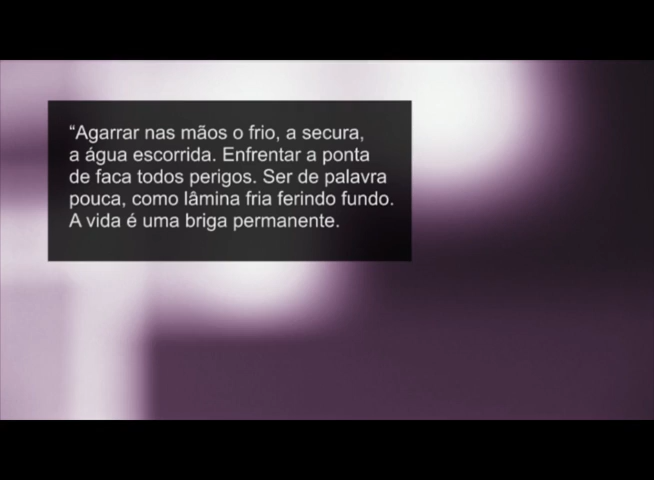 “Agarrar nas mãos o frio, a secura,
a água escorrida. Enfrentar a ponta
de faca todos perigos. Ser de palavra
pouca, como lâmina fria ferindo fundo.
A vida é uma briga permanente.